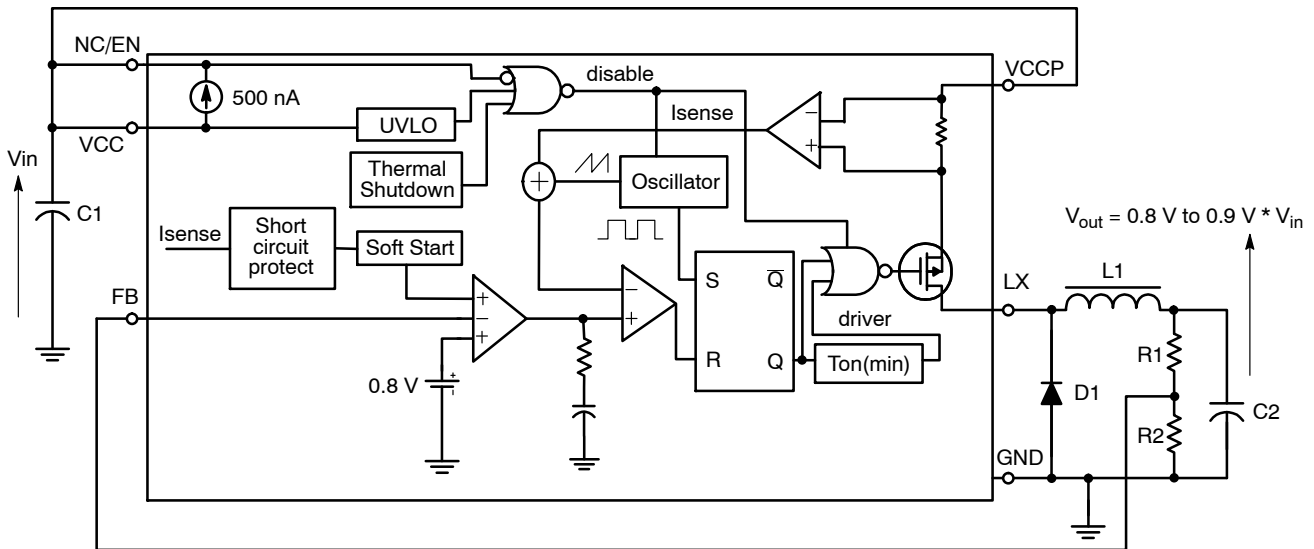 NC/EN
500 nA
VCC
Vin
C1
UVLO
Thermal
Shutdown
disable
Isense
VCCP
−
+
+
Oscillator
Isense
Short
circuit
protect
Soft Start
FB
+
−
+
0.8 V
+
-
−
+
S
Q̅
R
Q
driver
Ton(min)
LX
GND
L1
D1
R1
R2
C2
V_out = 0.8 V to 0.9 V * V_in